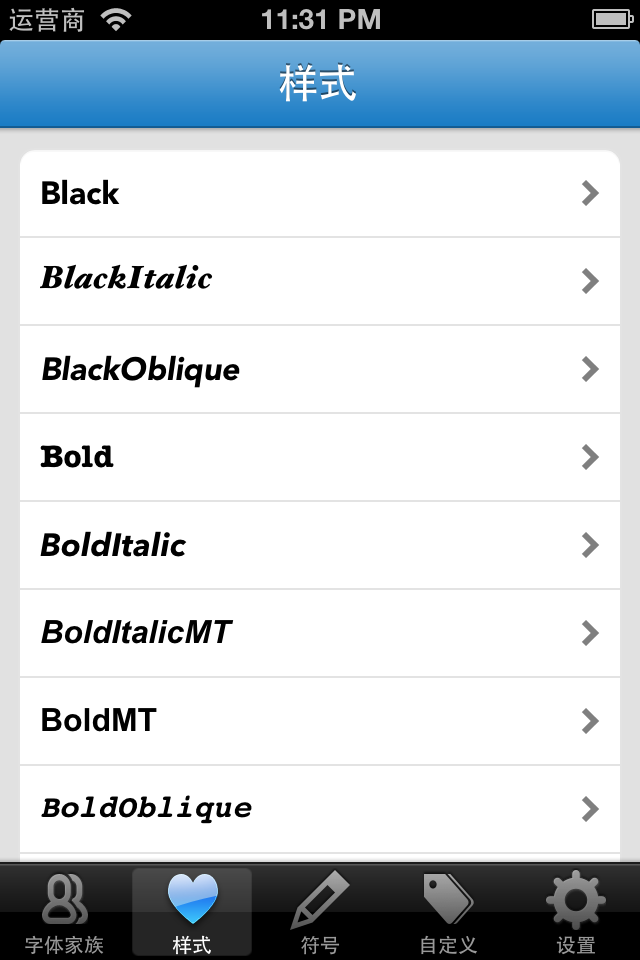 运营商 11:31 PM
样式
Black
BlackItalic
BlackOblique
Bold
BoldItalic
BoldItalicMT
BoldMT
BoldOblique
字体家族 样式 符号 自定义 设置